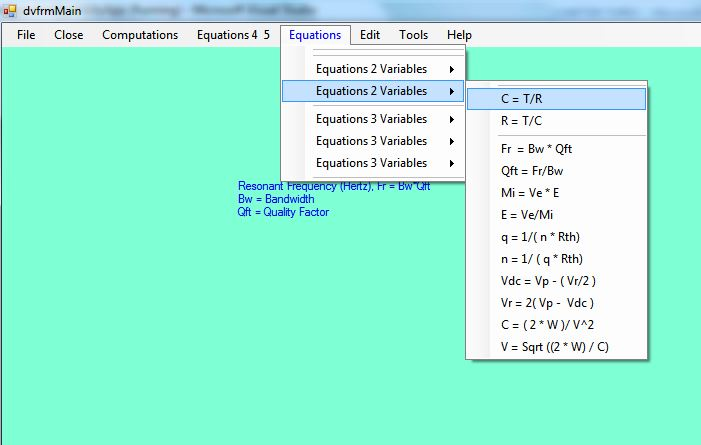 dvfrmMain
File Close Computations Equations 4 5 Equations Edit Tools Help
Equations 2 Variables
Equations 2 Variables
Equations 3 Variables
Equations 3 Variables
Equations 3 Variables
C = T/R
R = T/C
Fr = Bw * Qft
Qft = Fr/Bw
Mi = Ve * E
E = Ve/Mi
q = 1/( n * Rth)
n = 1/ ( q * Rth)
Vdc = Vp - ( Vr/2 )
Vr = 2( Vp - Vdc )
C = ( 2 * W )/ V^2
V = Sqrt ((2 * W) / C)
Resonant Frequency (Hertz), Fr = Bw*Qft
Bw = Bandwidth
Qft = Quality Factor